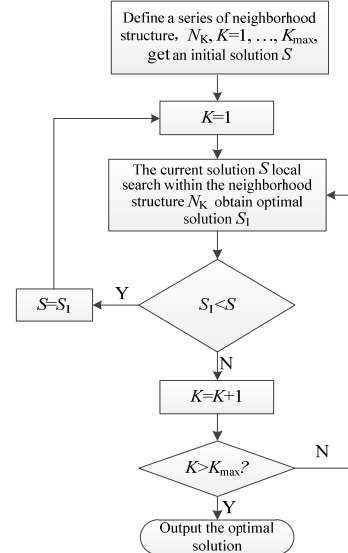 Define a series of neighborhood
structure, N_K, K=1, …, K_max,
get an initial solution S
K=1
The current solution S local
search within the neighborhood
structure N_K obtain optimal
solution S_1
S_1<S
Y
S=S_1
N
K=K+1
K>K_max?
N
Y
Output the optimal
solution